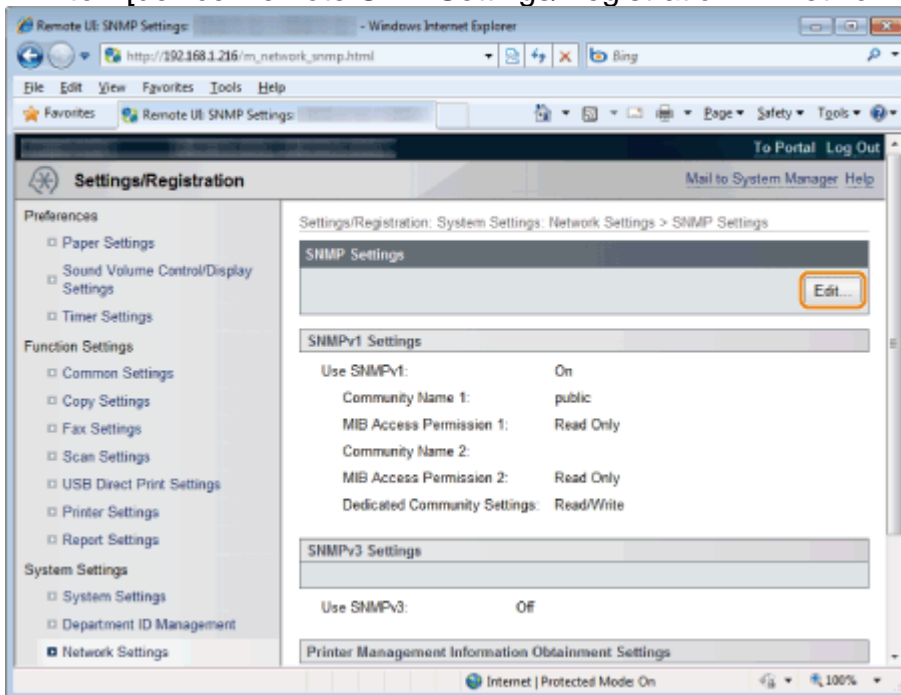 Remote UI: SNMP Settings: - Windows Internet Explorer
http://192.168.1.216/m_network_snmp.html
Bing
File Edit View Favorites Tools Help
Favorites Remote UI: SNMP Settings: Page Safety Tools
To Portal Log Out
Settings/Registration
Mail to System Manager Help
Preferences
Paper Settings
Sound Volume Control/Display
Settings
Timer Settings
Function Settings
Common Settings
Copy Settings
Fax Settings
Scan Settings
USB Direct Print Settings
Printer Settings
Report Settings
System Settings
System Settings
Department ID Management
Network Settings
Settings/Registration: System Settings: Network Settings > SNMP Settings
SNMP Settings
Edit...
SNMPv1 Settings
Use SNMPv1: On
Community Name 1: public
MIB Access Permission 1: Read Only
Community Name 2:
MIB Access Permission 2: Read Only
Dedicated Community Settings: Read/Write
SNMPv3 Settings
Use SNMPv3: Off
Printer Management Information Obtainment Settings
Internet | Protected Mode: On 100%